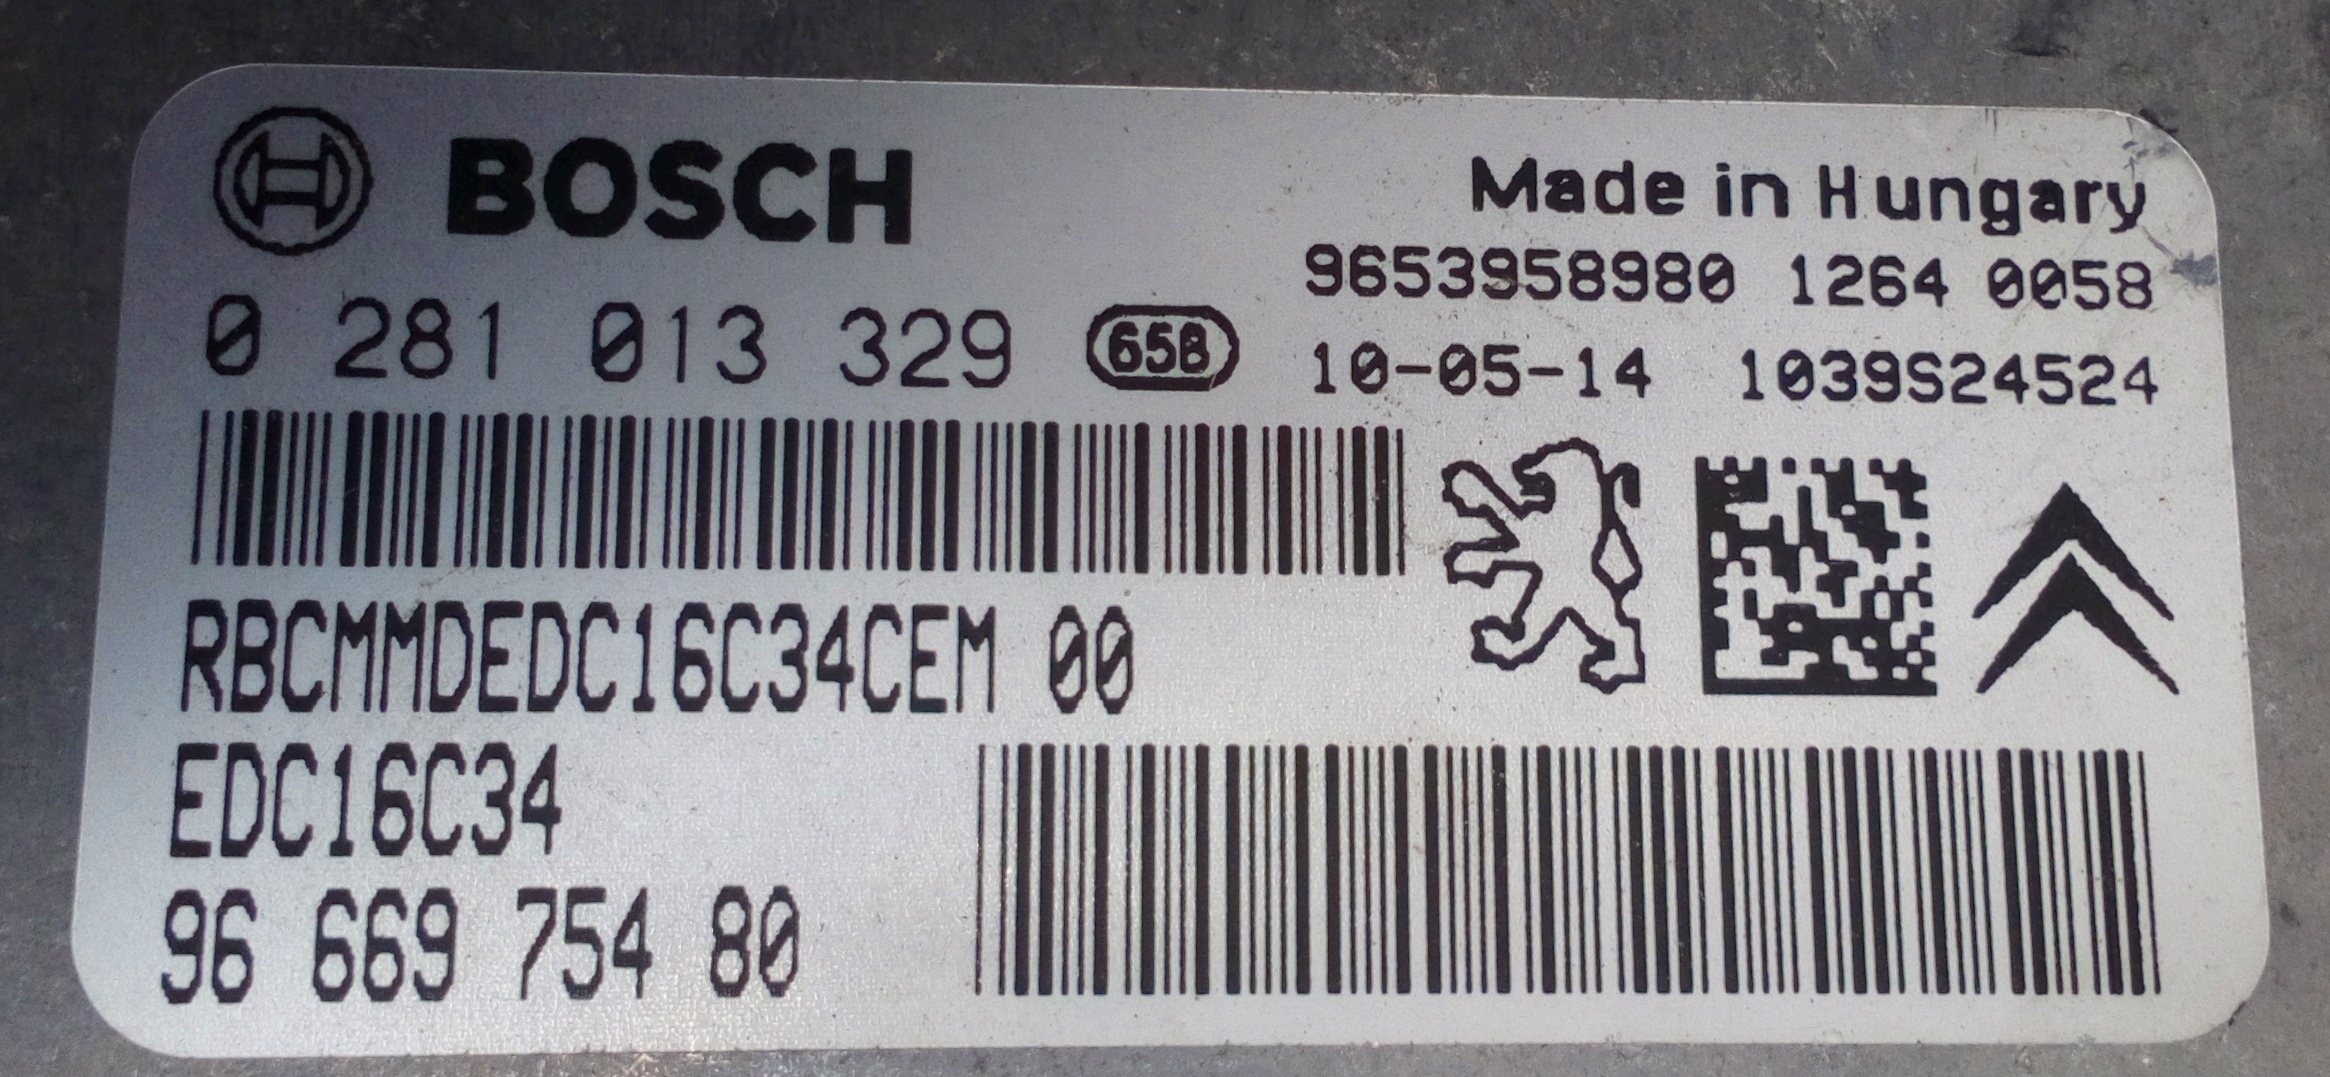 BOSCH
Made in Hungary
9653958980 1264 0058
0 281 013 329 65B
10-05-14 1039S24524
RBCMMDEDC16C34CEM 00
EDC16C34
96 669 754 80